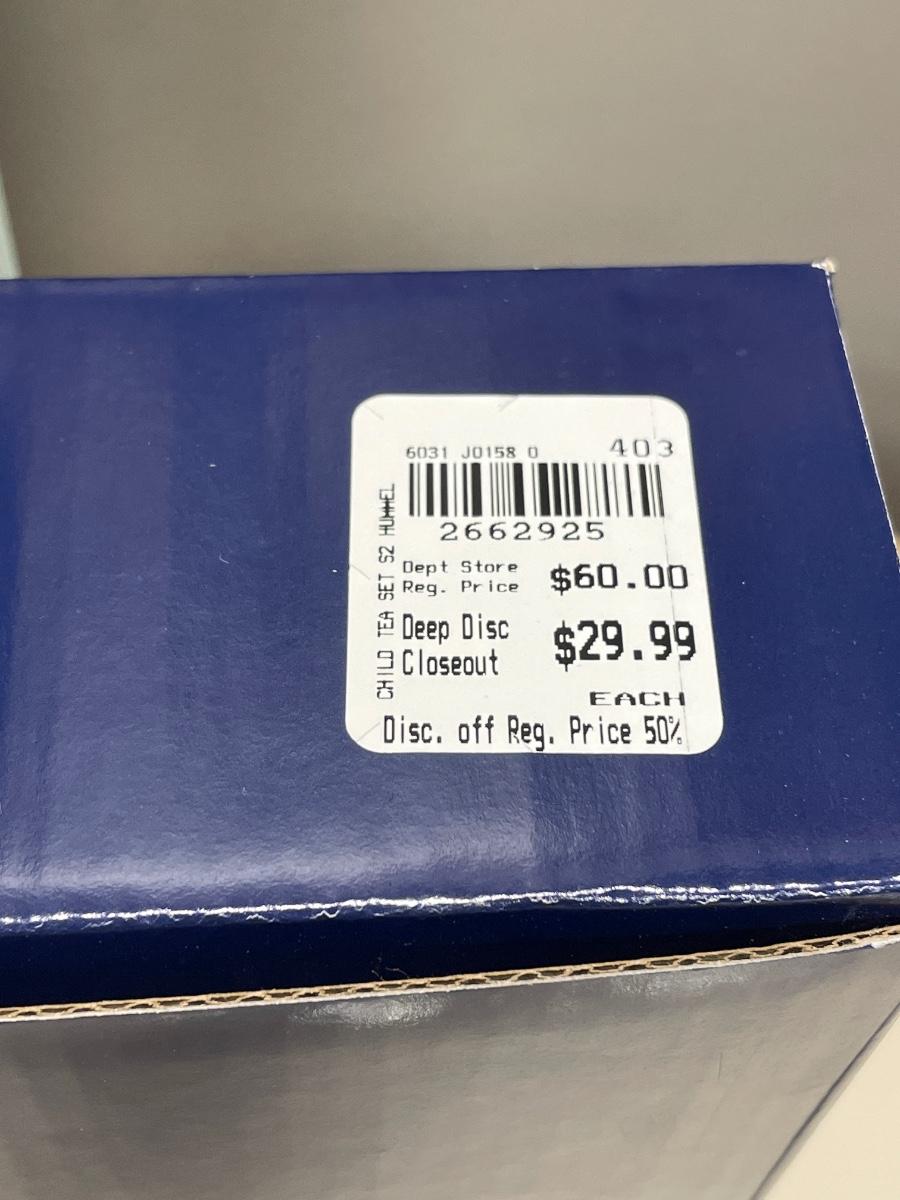 6031 J0158 0 403
2662925
CHILD TEA SET S2 HUMMEL
Dept Store
Reg. Price $60.00
Deep Disc
Closeout $29.99
EACH
Disc. off Reg. Price 50%